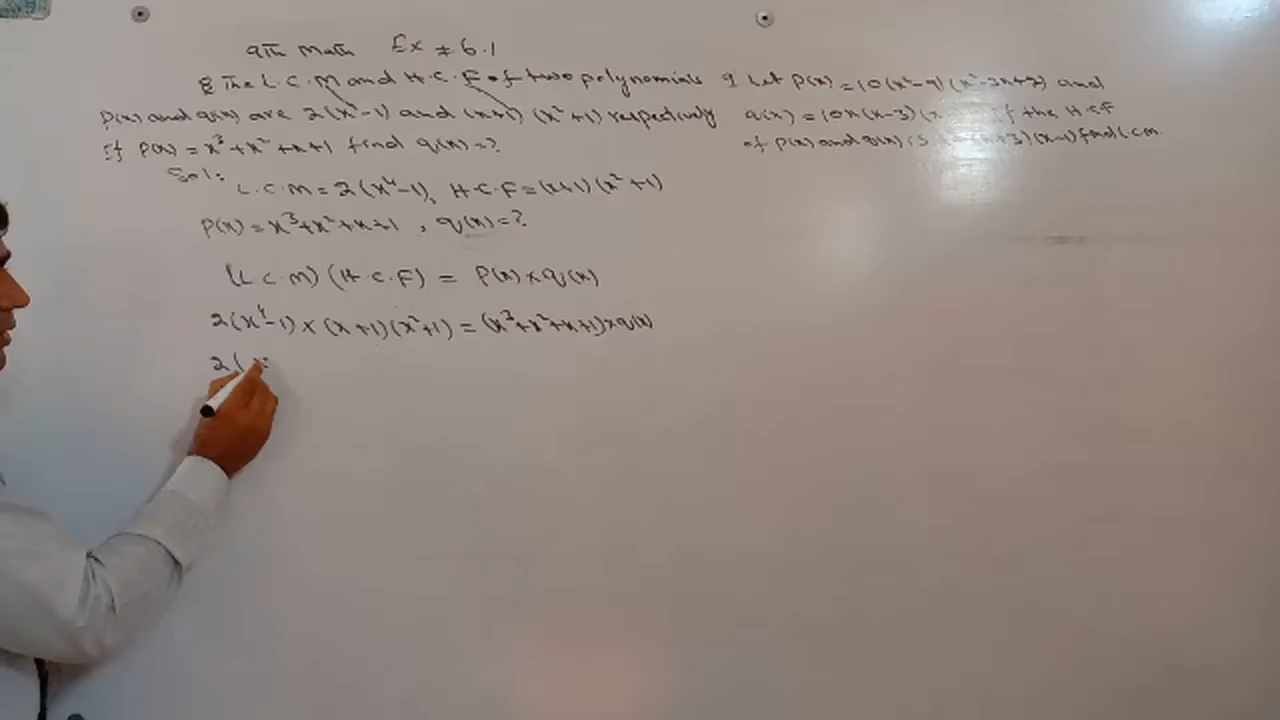 9th Math Ex ≠ 6.1
8 The L.C.M and H.C.F of two polynomials
P(x) and q(x) are 2(x⁴-1) and (x+1) (x²+1) respectively
if P(x) = x³+x²+x+1 find q(x)=?
Sol:
L.C.M = 2(x⁴-1), H.C.F = (x+1)(x²+1)
P(x) = x³+x²+x+1 , q(x)=?
(L.C.M) (H.C.F) = P(x)×q(x)
2(x⁴-1)×(x+1)(x²+1) = (x³+x²+x+1)×q(x)
2(x
9 Let P(x) = 10(x²-9) (x²-3x+2) and
q(x) = 10x(x-3) the H.C.F
of P(x) and q(x) is (x-1) find L.C.M.